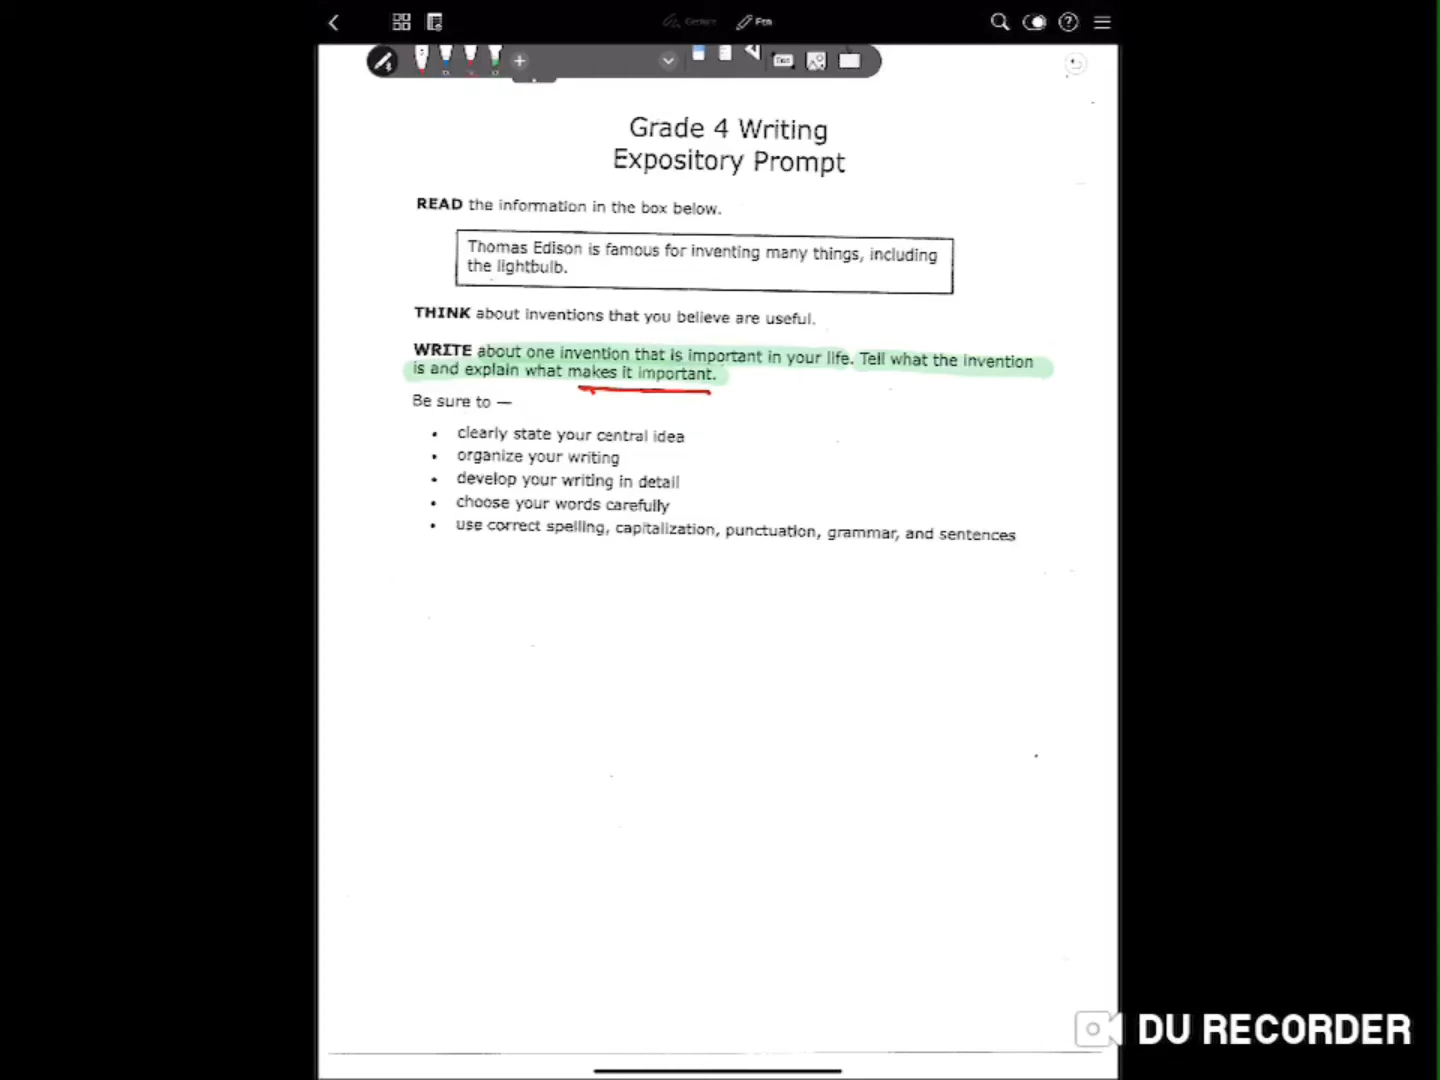 Pen
Grade 4 Writing
Expository Prompt
READ the information in the box below.
Thomas Edison is famous for inventing many things, including
the lightbulb.
THINK about inventions that you believe are useful.
WRITE about one invention that is important in your life. Tell what the invention
is and explain what makes it important.
Be sure to —
• clearly state your central idea
• organize your writing
• develop your writing in detail
• choose your words carefully
• use correct spelling, capitalization, punctuation, grammar, and sentences
DU RECORDER